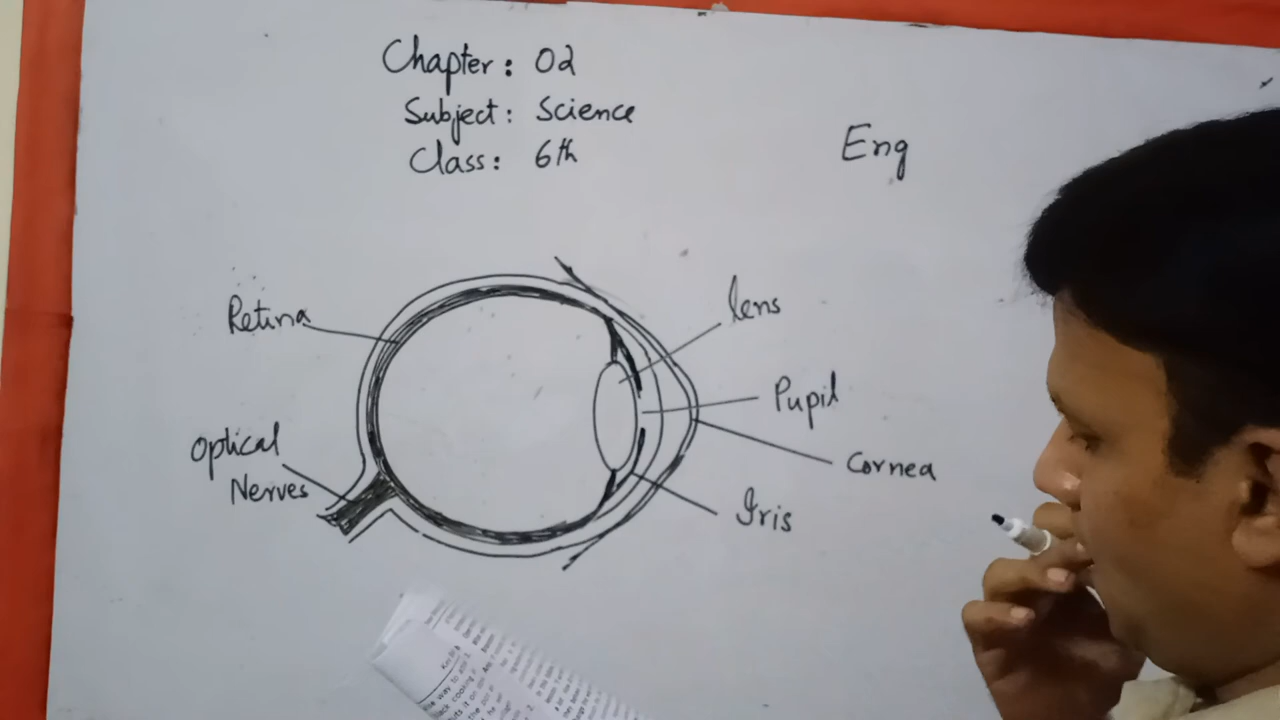 Chapter: 02
Subject: Science
Class: 6th
Eng
Retina
lens
Pupil
Optical
Nerves
Cornea
Iris